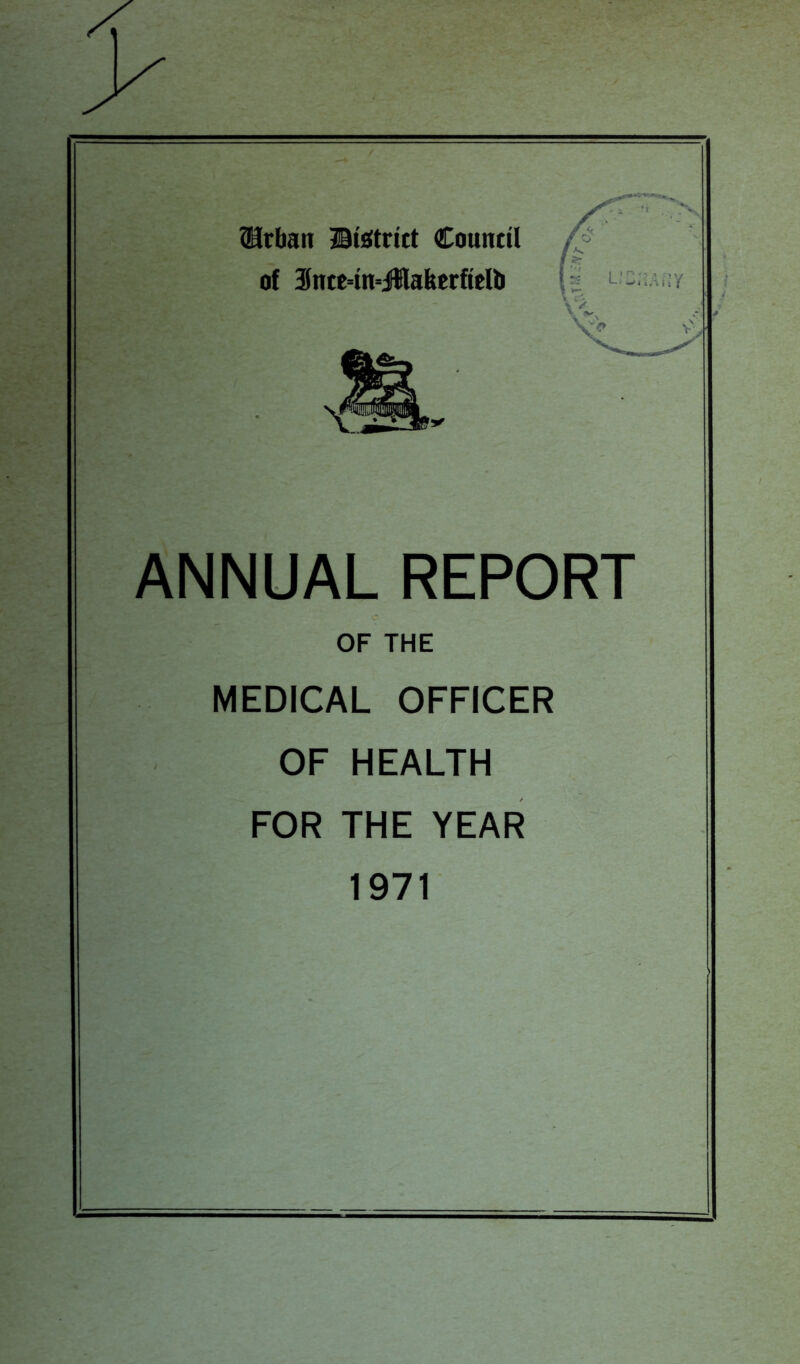 Urban District Council
of Ince-in-Makerfield
LIBRARY
ANNUAL REPORT
OF THE
MEDICAL OFFICER
OF HEALTH
FOR THE YEAR
1971